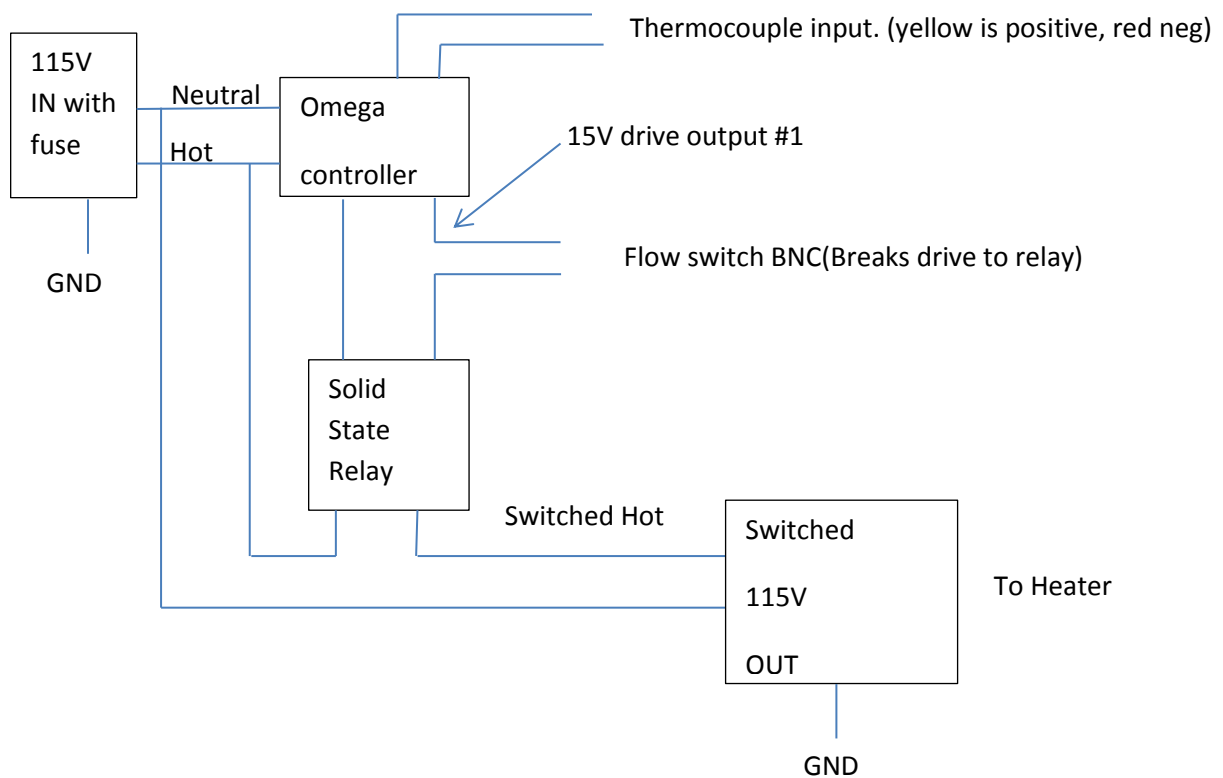 Thermocouple input. (yellow is positive, red neg)
115V
IN with
fuse
Neutral
Hot
Omega
controller
15V drive output #1
GND
Flow switch BNC(Breaks drive to relay)
Solid
State
Relay
Switched Hot
Switched
115V
OUT
To Heater
GND